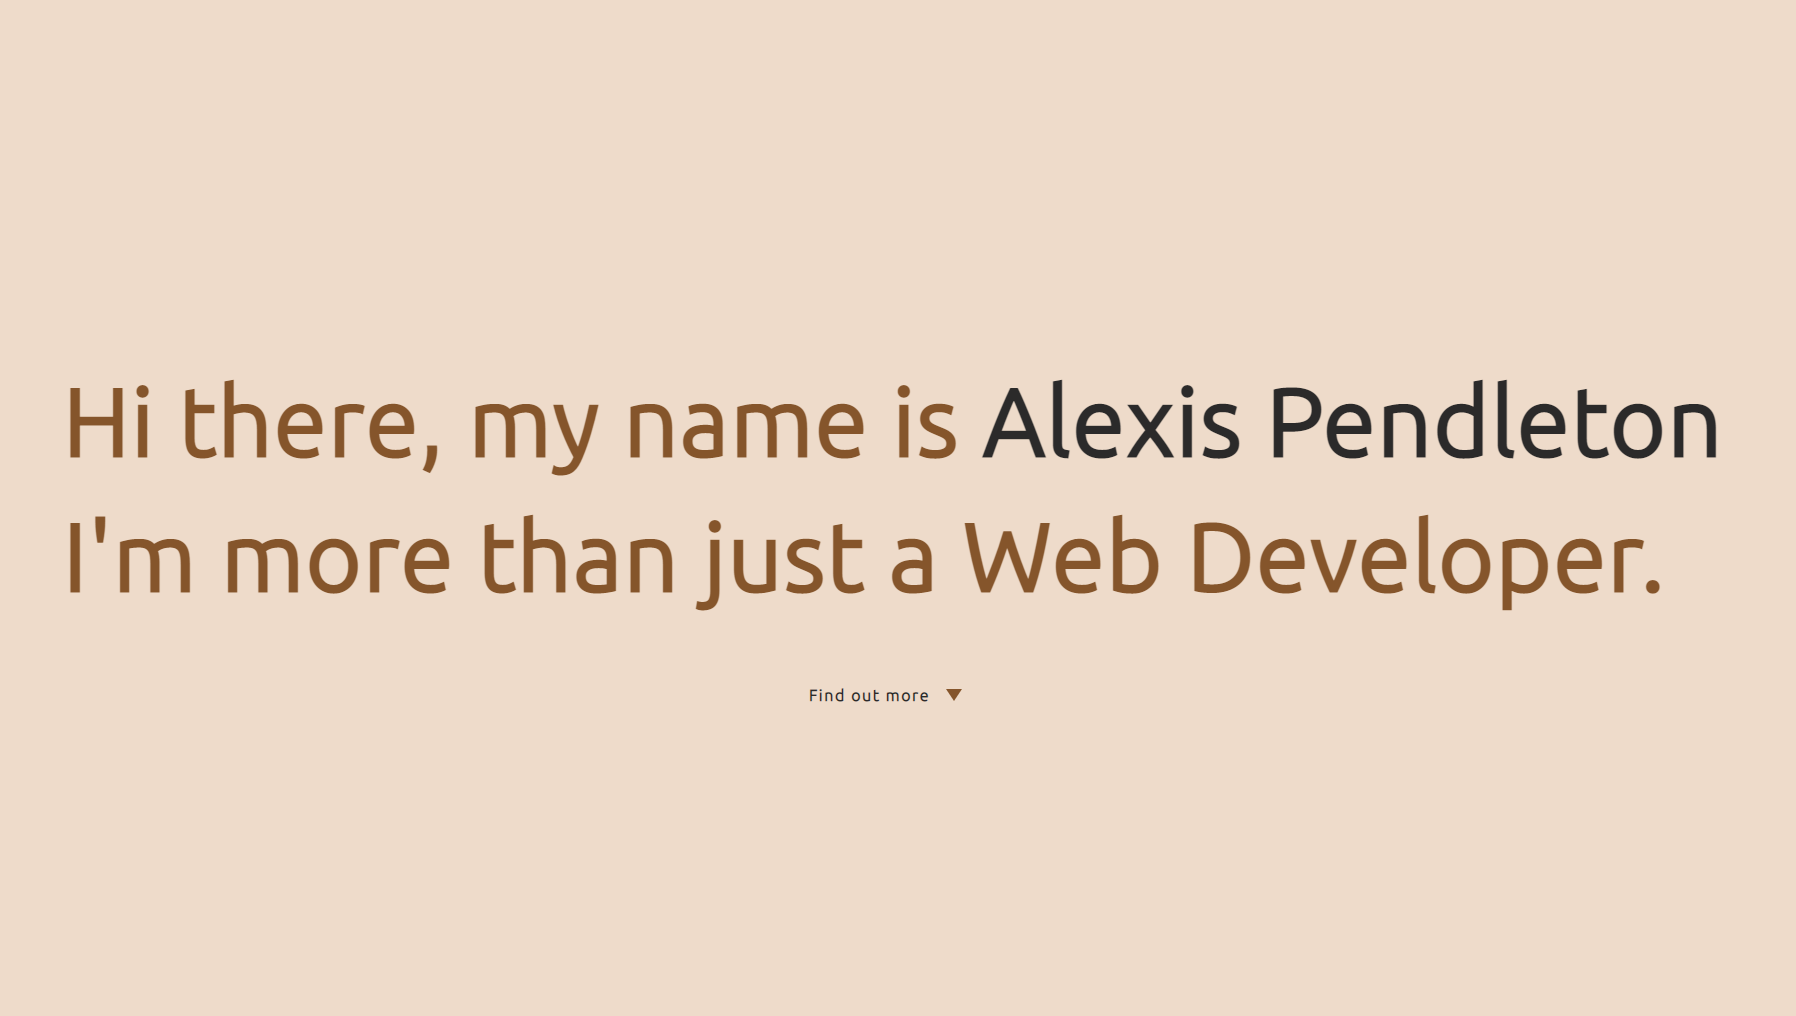 Hi there, my name is Alexis Pendleton
I'm more than just a Web Developer.
Find out more